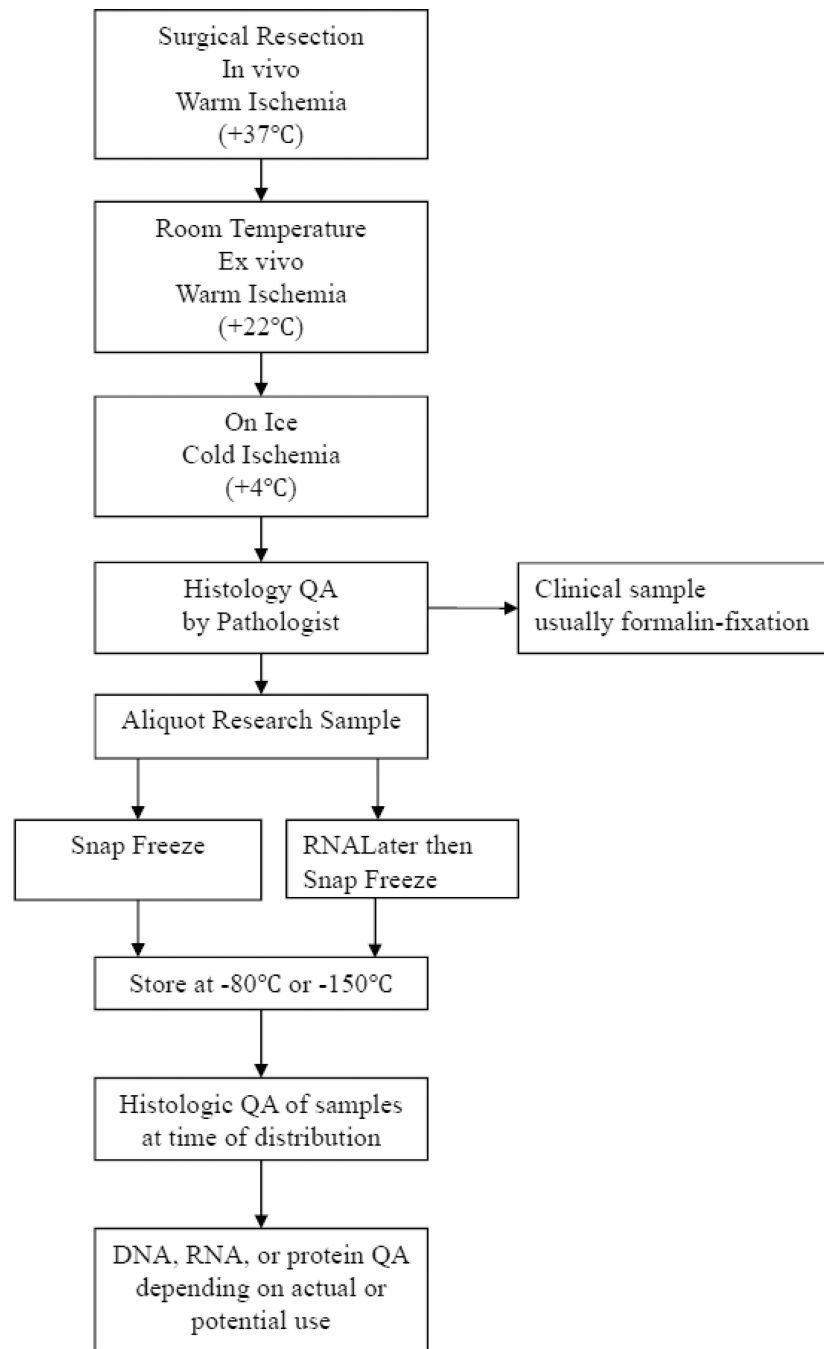 Surgical Resection
In vivo
Warm Ischemia
(+37℃)
Room Temperature
Ex vivo
Warm Ischemia
(+22℃)
On Ice
Cold Ischemia
(+4℃)
Histology QA
by Pathologist
Clinical sample
usually formalin-fixation
Aliquot Research Sample
Snap Freeze
RNALater then
Snap Freeze
Store at -80℃ or -150℃
Histologic QA of samples
at time of distribution
DNA, RNA, or protein QA
depending on actual or
potential use